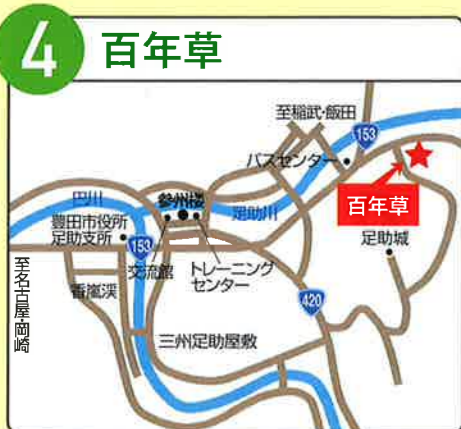 4 百年草
至稲武・飯田
153
バスセンター
百年草
足助城
巴川
参州楼
足助川
豊田市役所
足助支所
153
交流館
トレーニング
センター
香嵐渓
420
三州足助屋敷
至名古屋・岡崎